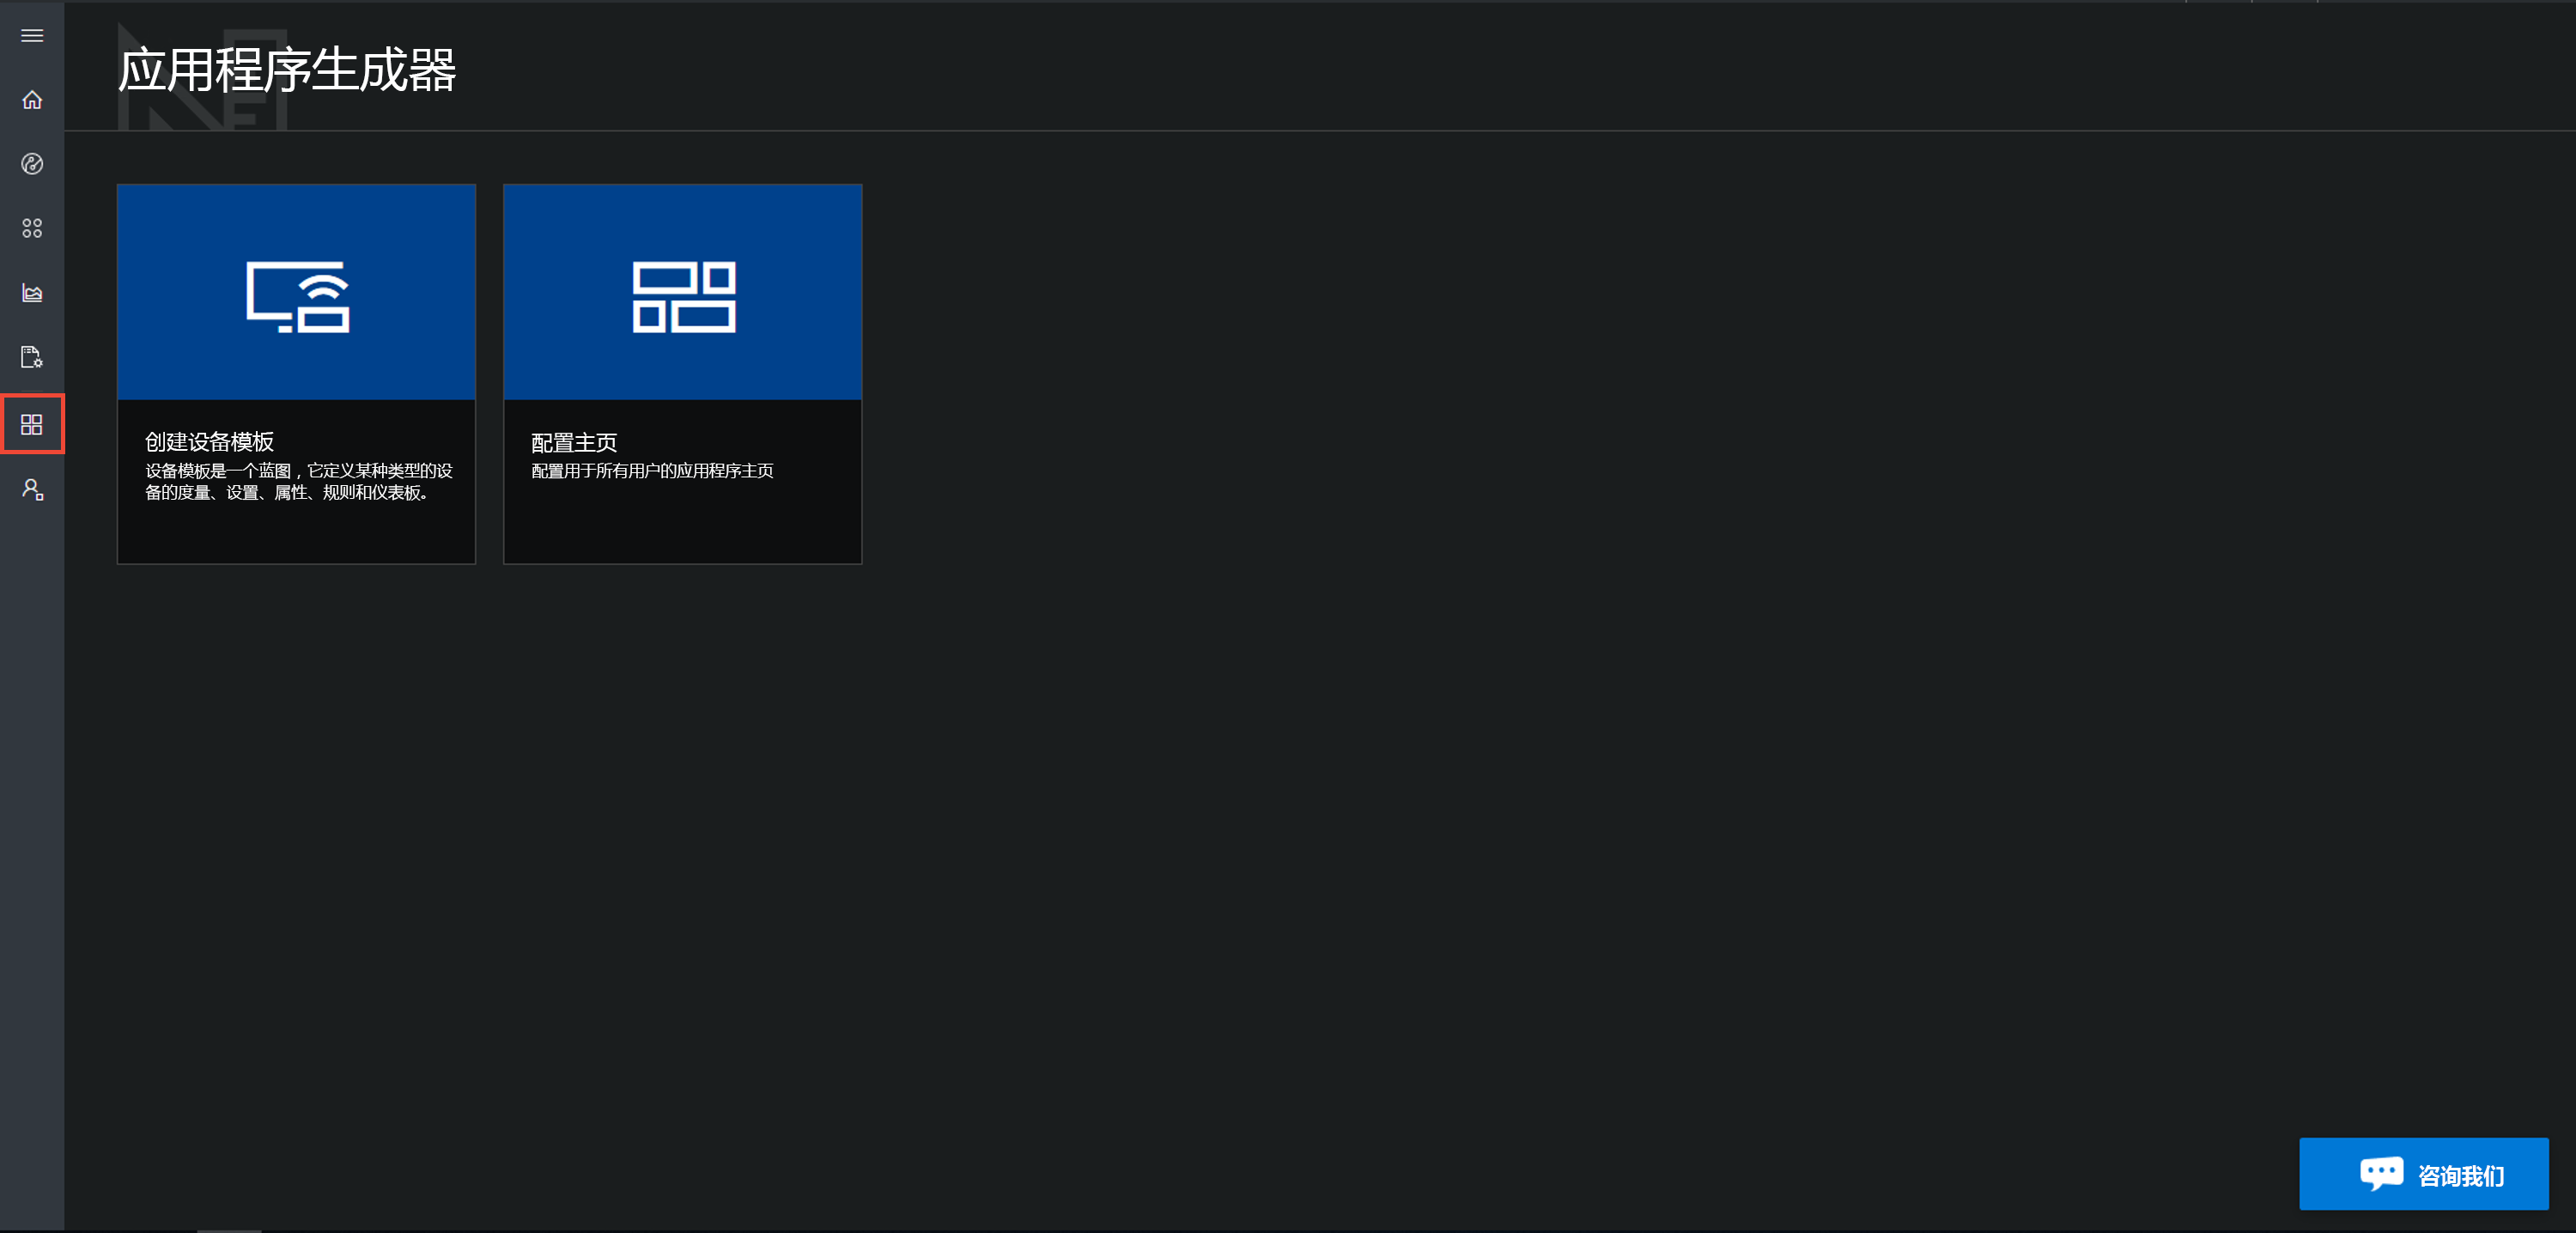 应用程序生成器
创建设备模板
设备模板是一个蓝图，它定义某种类型的设
备的度量、设置、属性、规则和仪表板。
配置主页
配置用于所有用户的应用程序主页
咨询我们